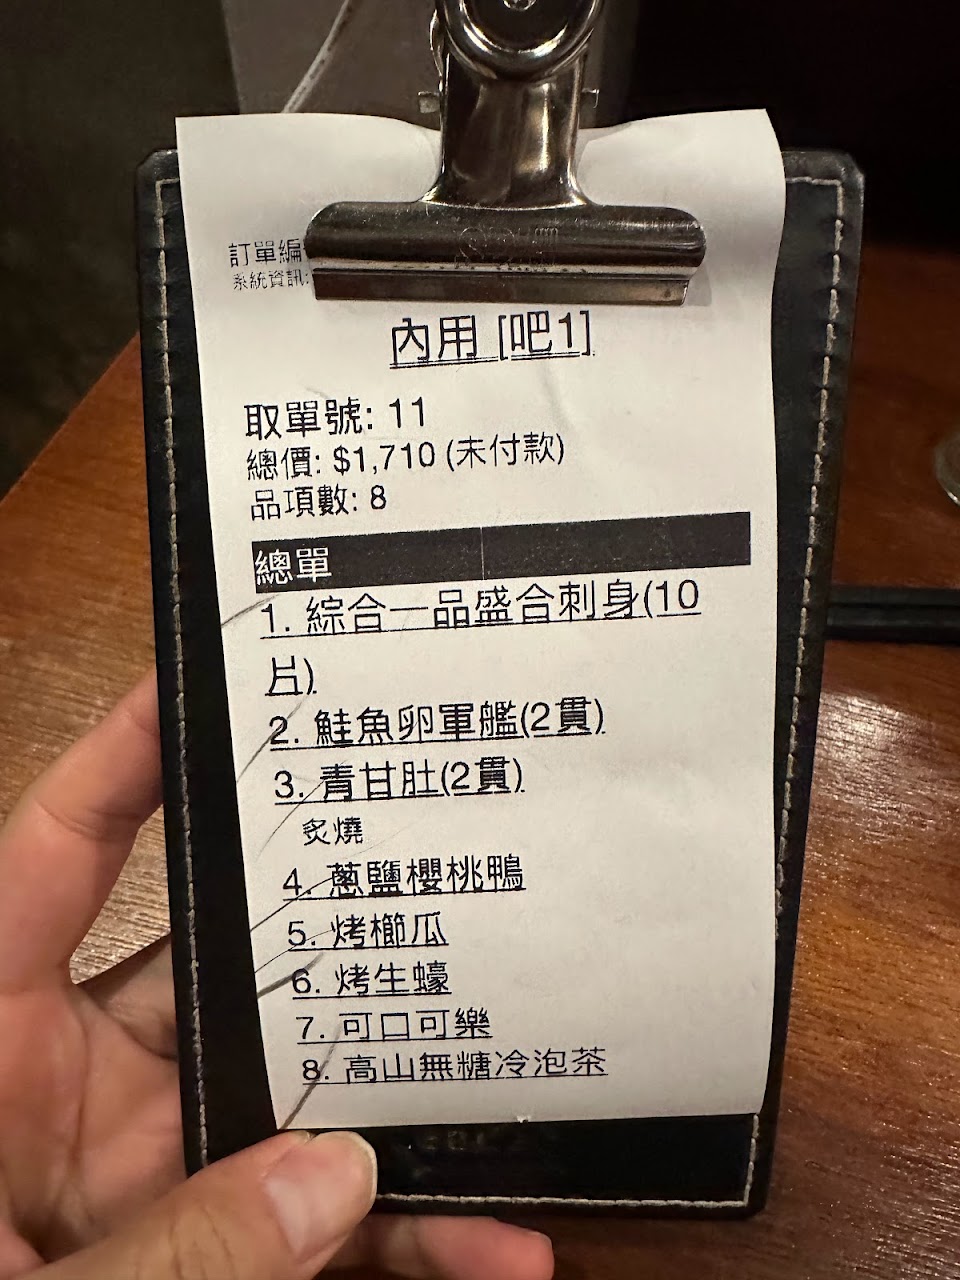 訂單編
系統資訊:
內用 [吧1]
取單號: 11
總價: $1,710 (未付款)
品項數: 8
總單
1. 綜合一品盛合刺身(10
片)
2. 鮭魚卵軍艦(2貫)
3. 青甘肚(2貫)
炙燒
4. 蔥鹽櫻桃鴨
5. 烤櫛瓜
6. 烤生蠔
7. 可口可樂
8. 高山無糖冷泡茶